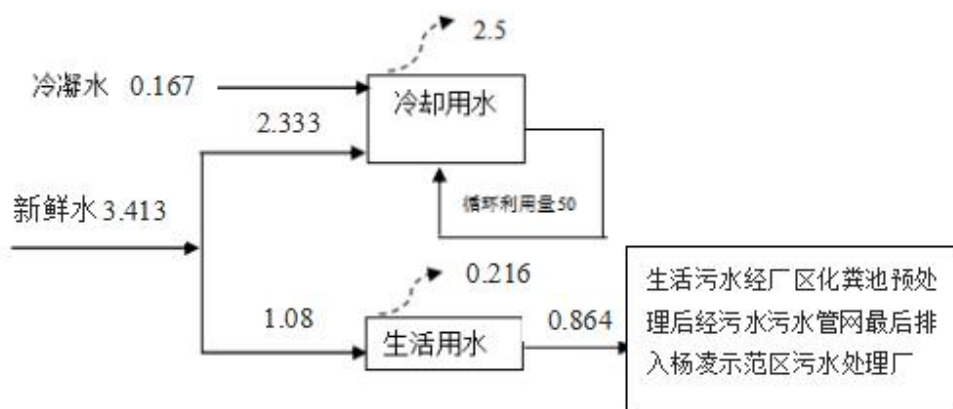 2.5
冷凝水 0.167
冷却用水
2.333
循环利用量50
新鲜水3.413
0.216
1.08
生活用水
0.864
生活污水经厂区化粪池预处
理后经污水污水管网最后排
入杨凌示范区污水处理厂